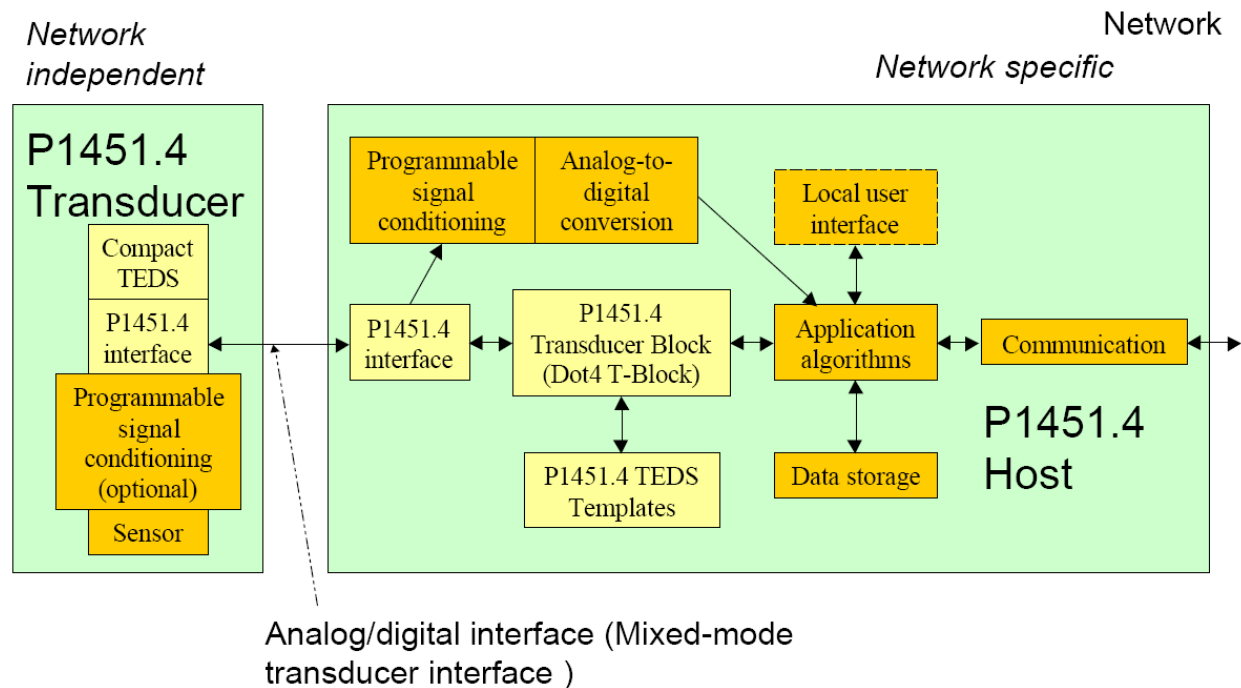 Network
independent
Network
Network specific
P1451.4
Transducer
Compact
TEDS
P1451.4
interface
Programmable
signal
conditioning
(optional)
Sensor
Programmable
signal
conditioning
Analog-to-
digital
conversion
Local user
interface
P1451.4
interface
P1451.4
Transducer Block
(Dot4 T-Block)
Application
algorithms
Communication
P1451.4 TEDS
Templates
Data storage
P1451.4
Host
Analog/digital interface (Mixed-mode
transducer interface )